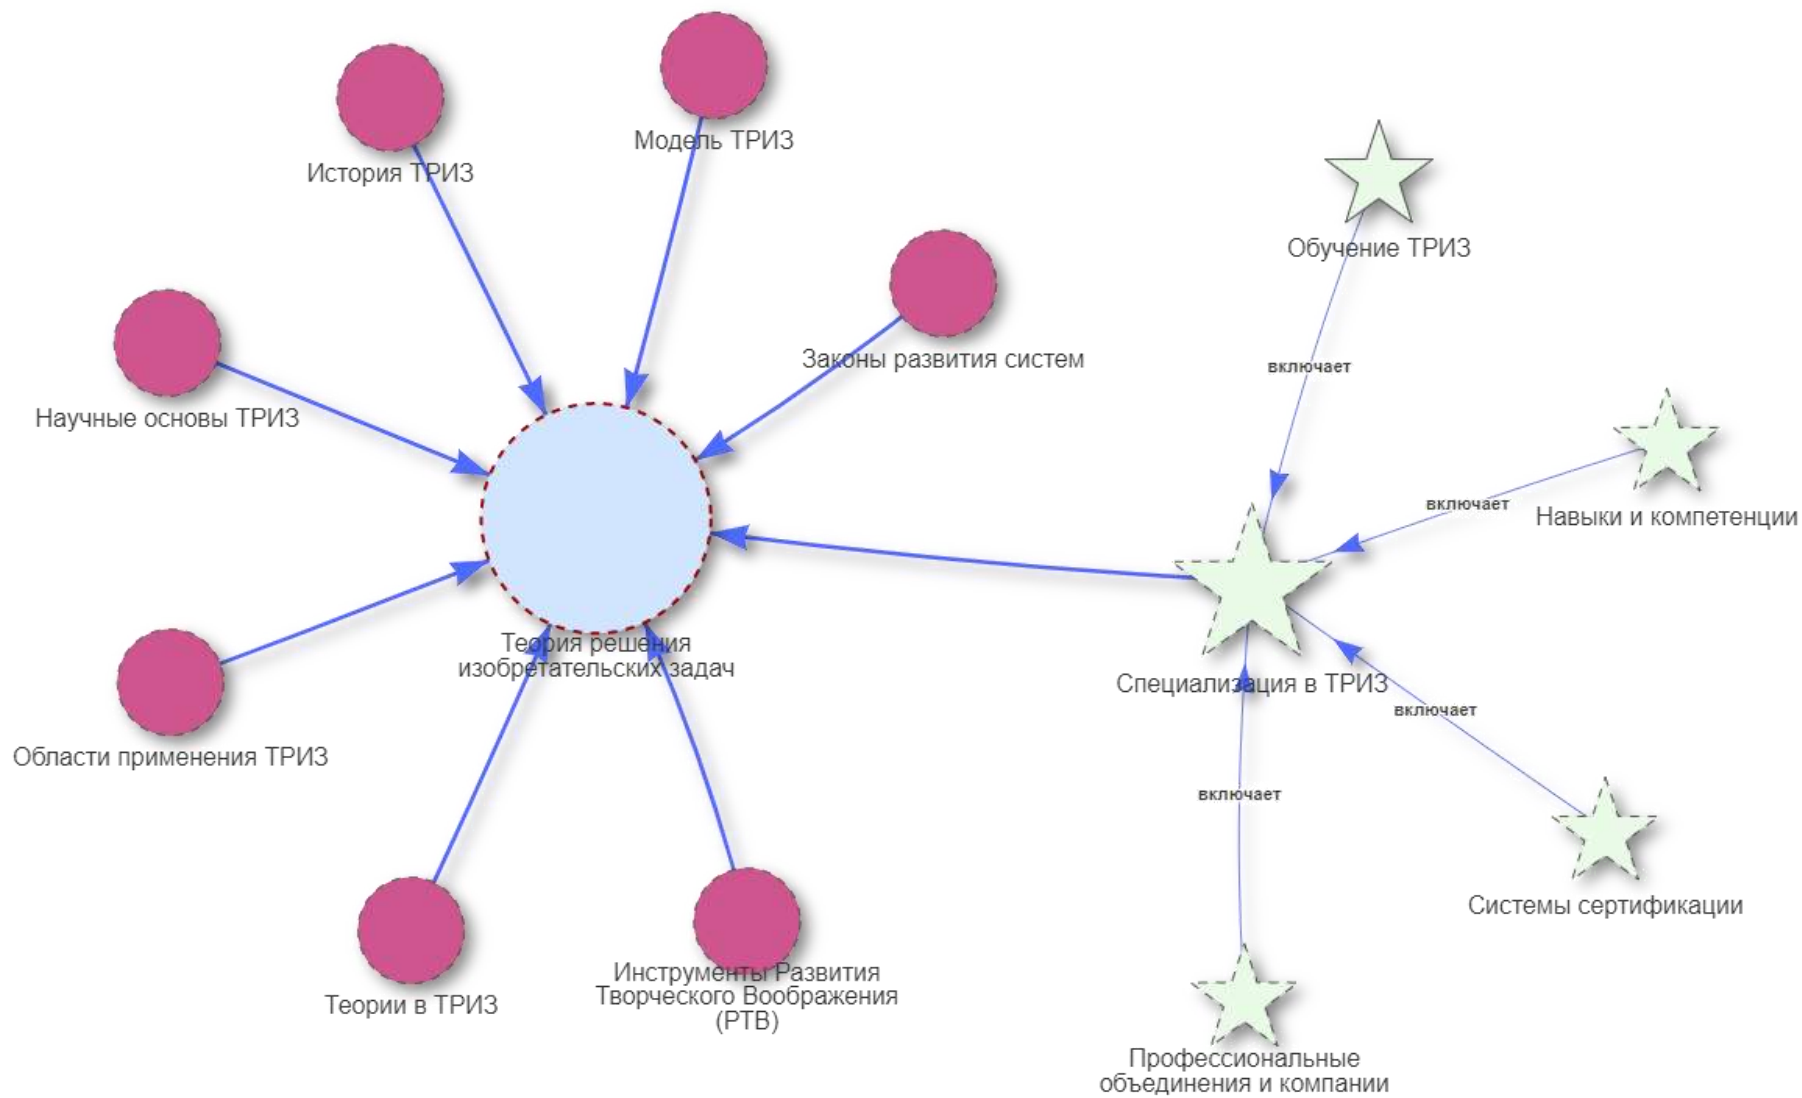 Модель ТРИЗ
История ТРИЗ
Обучение ТРИЗ
Законы развития систем
включает
Научные основы ТРИЗ
включает
Навыки и компетенции
Теория решения
изобретательских задач
Специализация в ТРИЗ
включает
Области применения ТРИЗ
включает
Системы сертификации
Инструменты Развития
Творческого Воображения
(РТВ)
Теории в ТРИЗ
Профессиональные
объединения и компании